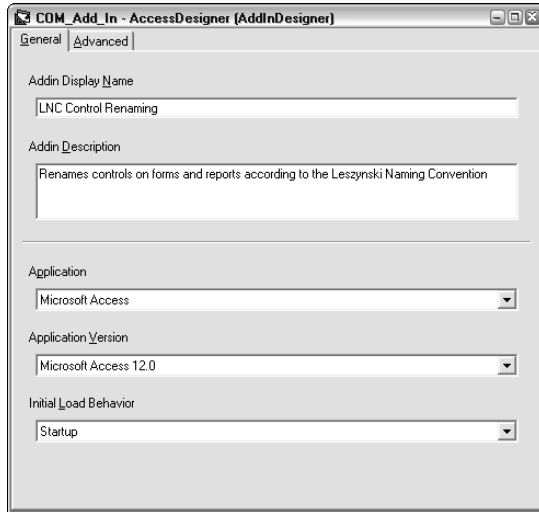 COM_Add_In - AccessDesigner (AddInDesigner)
General Advanced
Addin Display Name
LNC Control Renaming
Addin Description
Renames controls on forms and reports according to the Leszynski Naming Convention
Application
Microsoft Access
Application Version
Microsoft Access 12.0
Initial Load Behavior
Startup